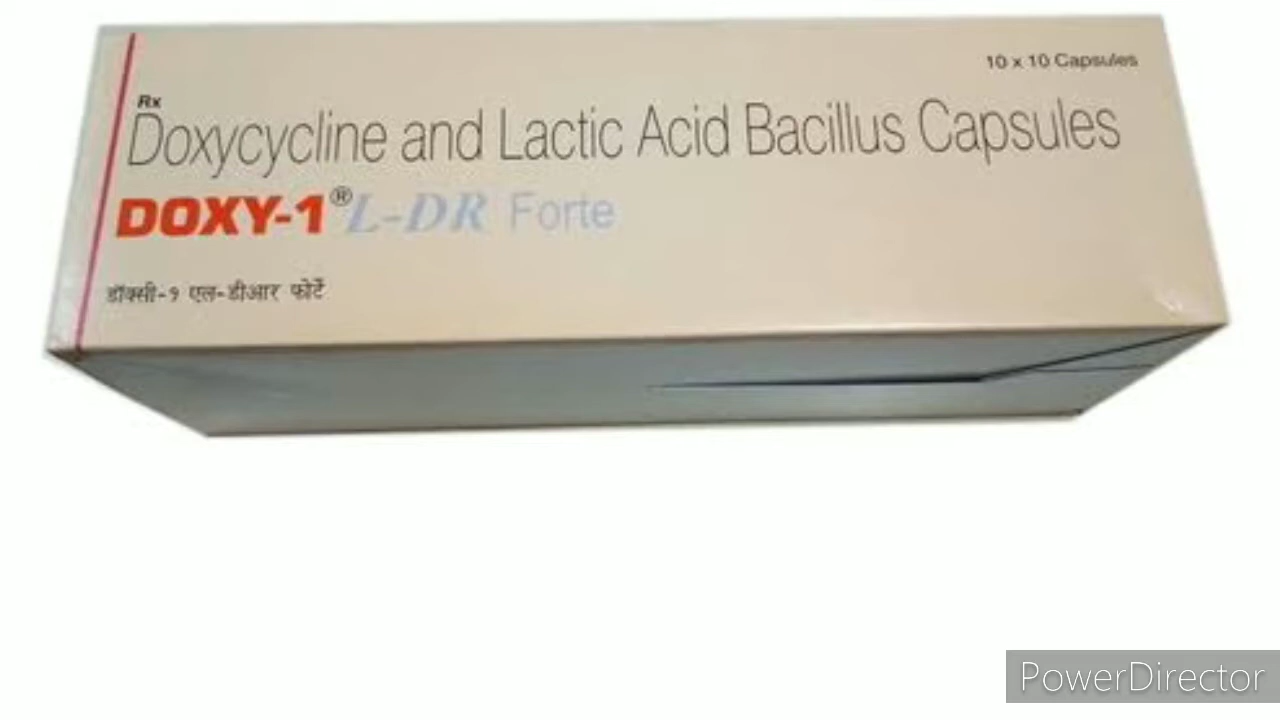 10 x 10 Capsules
Rx
Doxycycline and Lactic Acid Bacillus Capsules
DOXY-1® L-DR Forte
डॉक्सी-१ एल-डीआर फोर्टे
PowerDirector